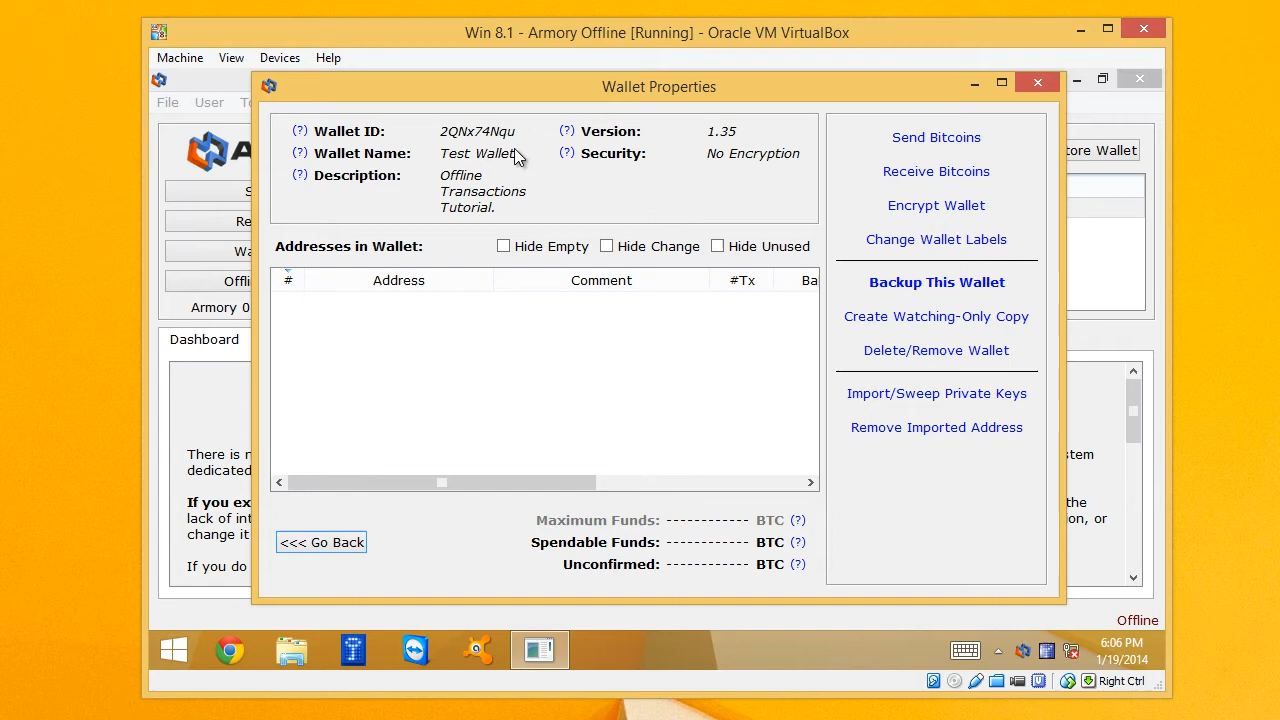 Win 8.1 - Armory Offline [Running] - Oracle VM VirtualBox
Machine View Devices Help
Wallet Properties
File User
(?) Wallet ID: 2QNx74Nqu (?) Version: 1.35
(?) Wallet Name: Test Wallet (?) Security: No Encryption
(?) Description: Offline
Transactions
Tutorial.
Send Bitcoins
Receive Bitcoins
Encrypt Wallet
Change Wallet Labels
Backup This Wallet
Create Watching-Only Copy
Delete/Remove Wallet
Import/Sweep Private Keys
Remove Imported Address
Addresses in Wallet: Hide Empty Hide Change Hide Unused
# Address Comment #Tx Ba
<<< Go Back
Maximum Funds: ------------ BTC (?)
Spendable Funds: ------------ BTC (?)
Unconfirmed: ------------ BTC (?)
Wallet
Armory 0
Dashboard
There is
dedicated
If you
lack of
change it
If you do
the
or
Offline
6:06 PM
1/19/2014
Right Ctrl